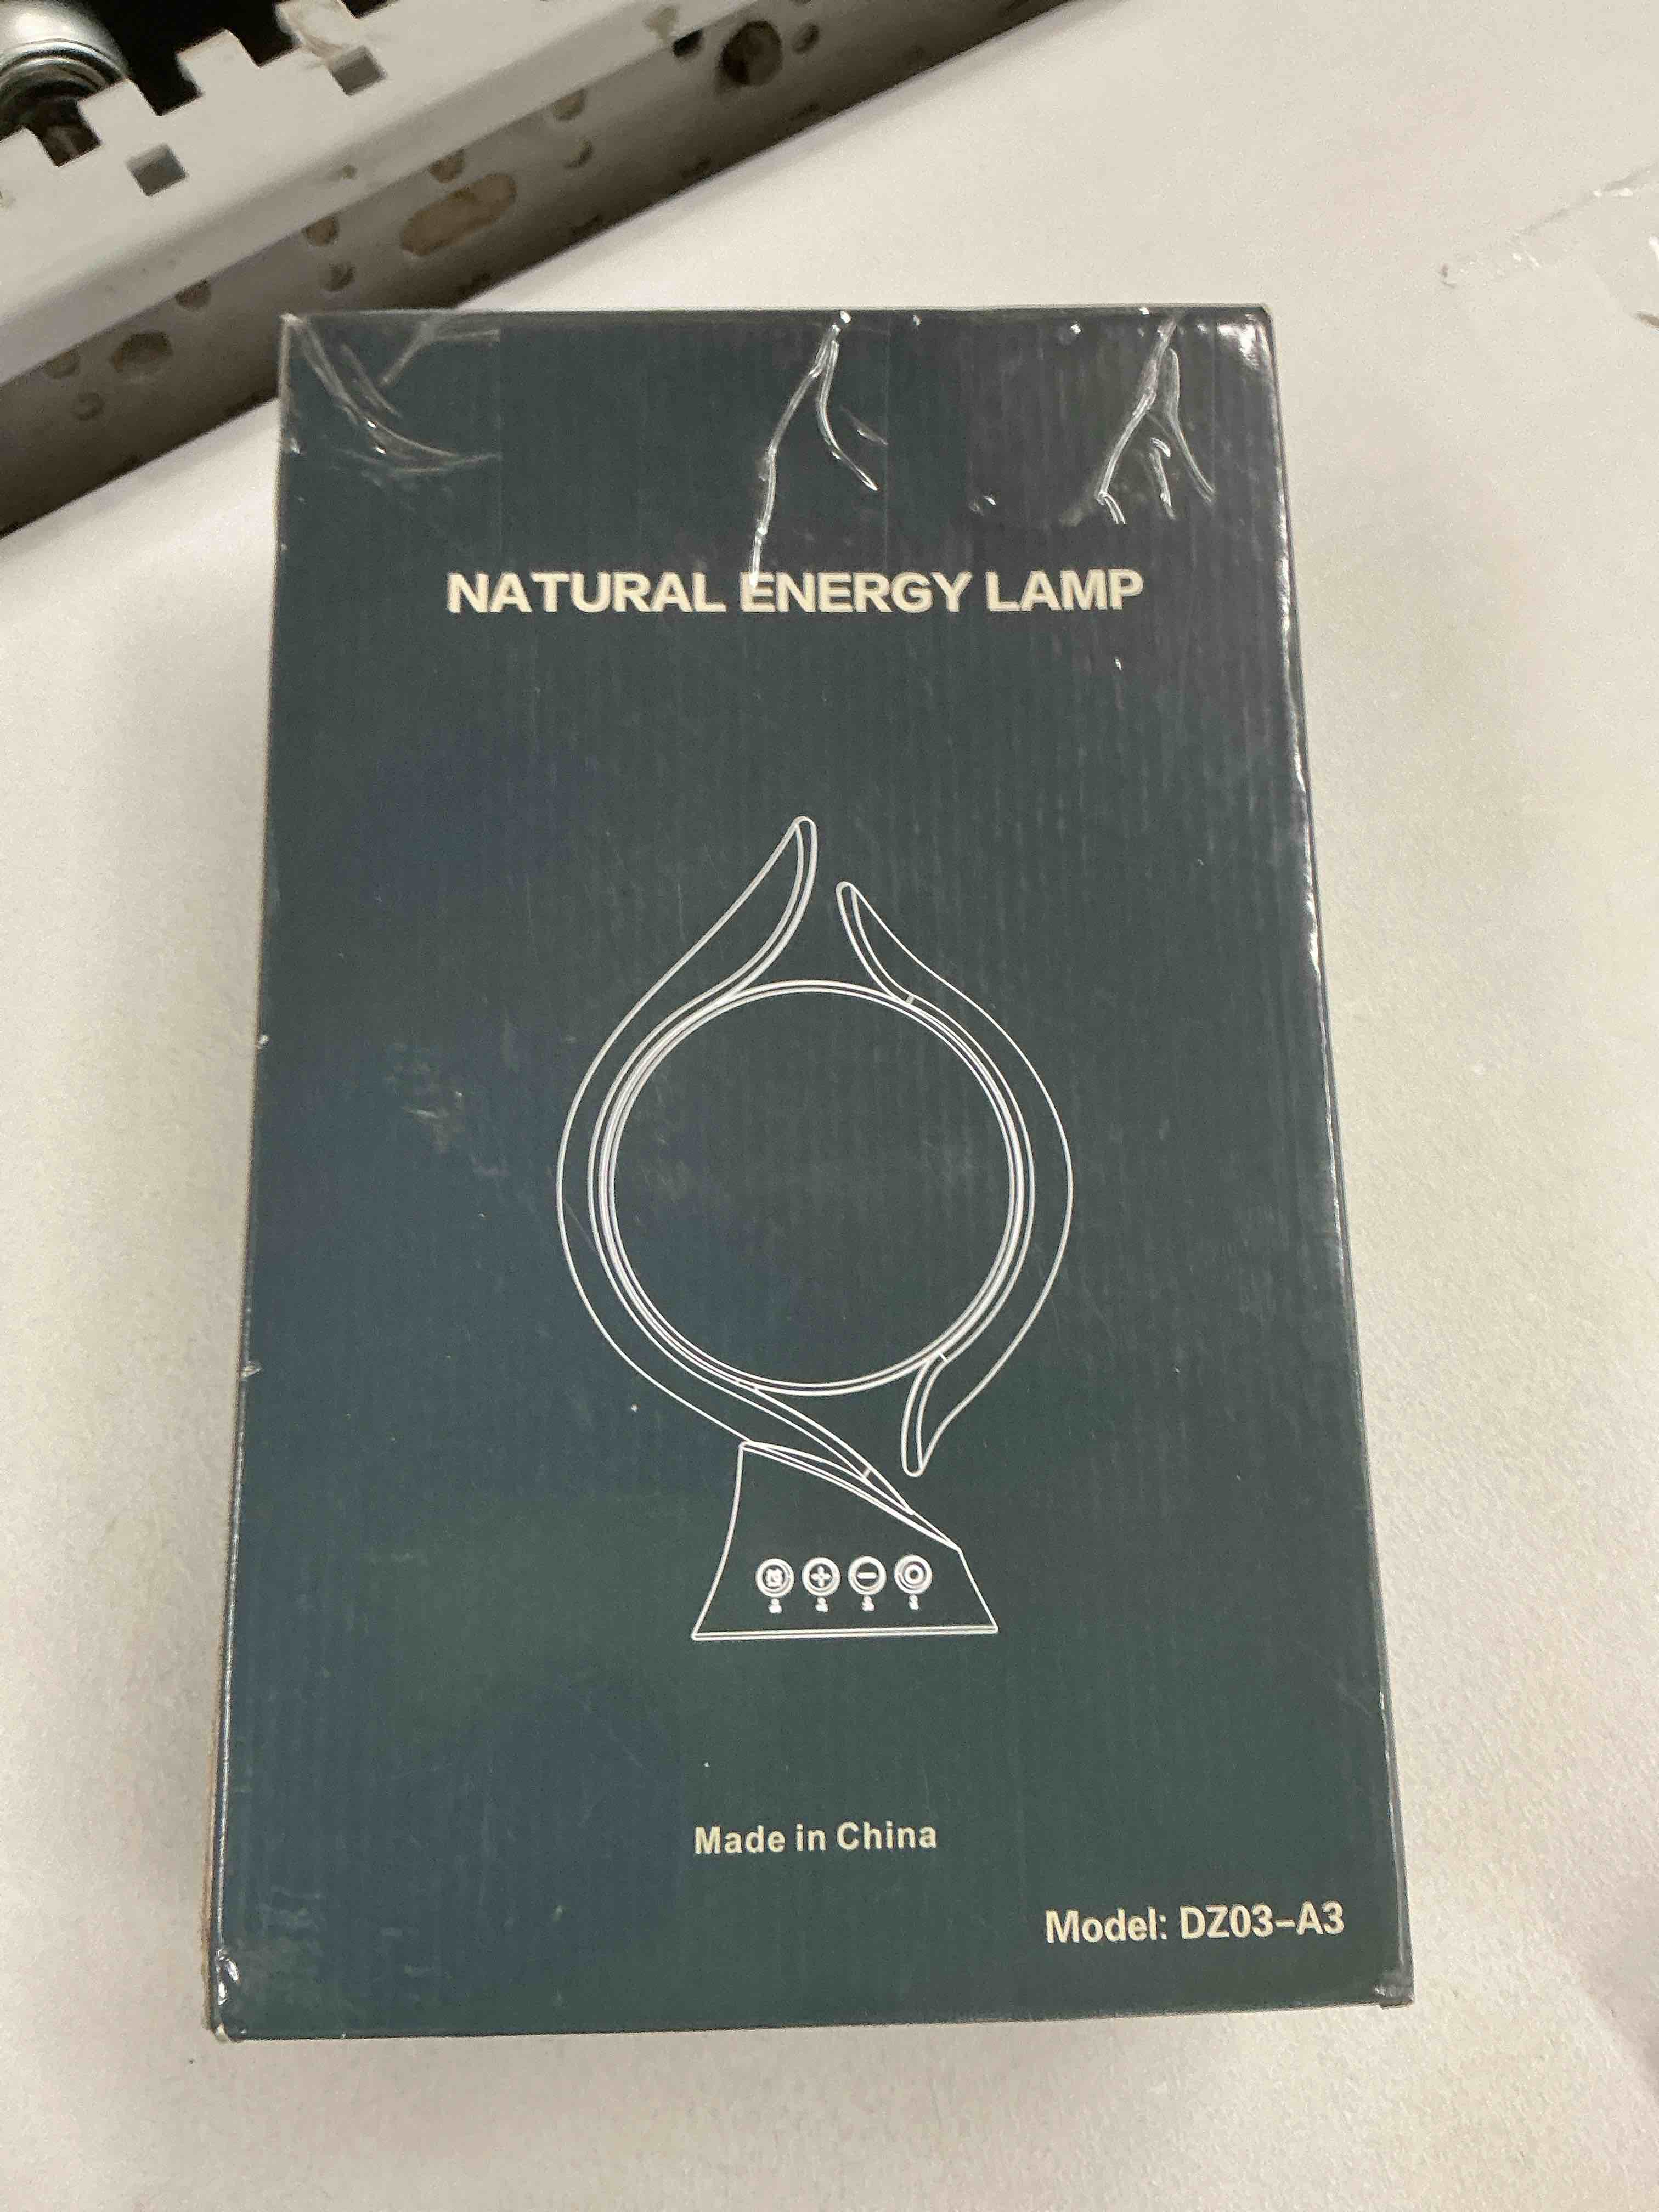 NATURAL ENERGY LAMP
Made in China
Model: DZ03-A3